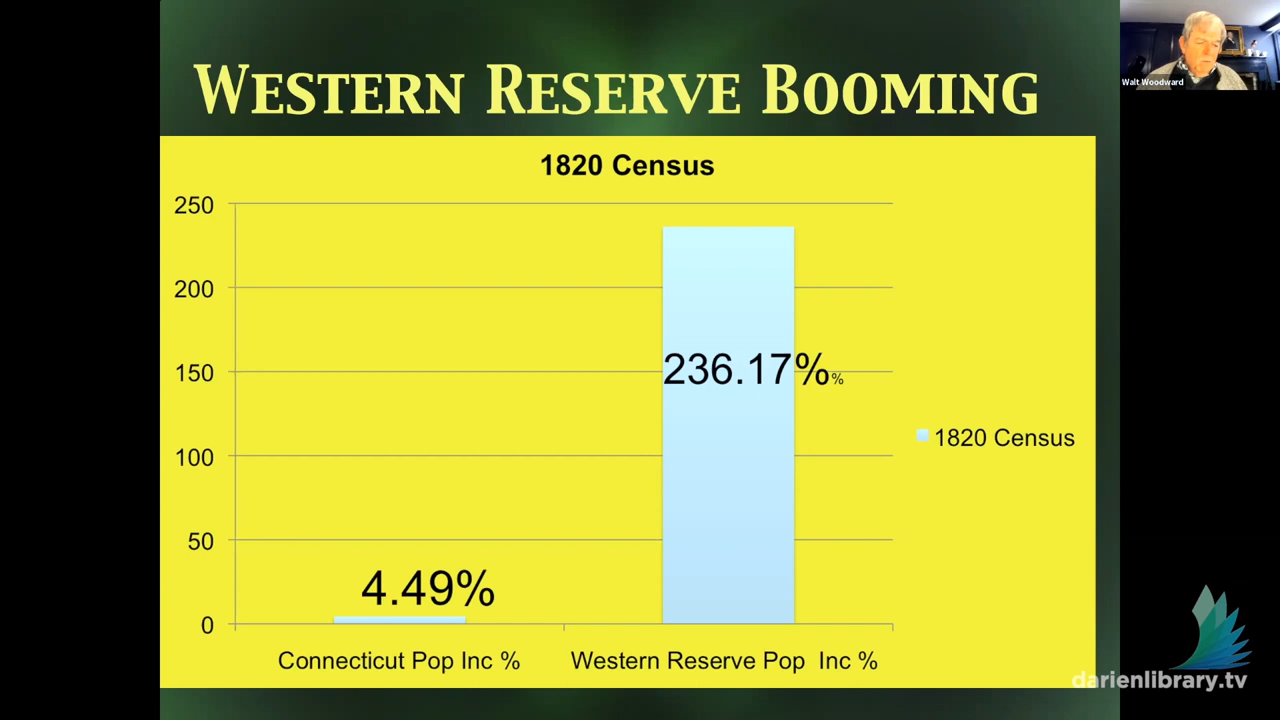 WESTERN RESERVE BOOMING
Walt Woodward
1820 Census
250
200
150
100
50
0
236.17%%
4.49%
1820 Census
Connecticut Pop Inc %
Western Reserve Pop Inc %
darienlibrary.tv